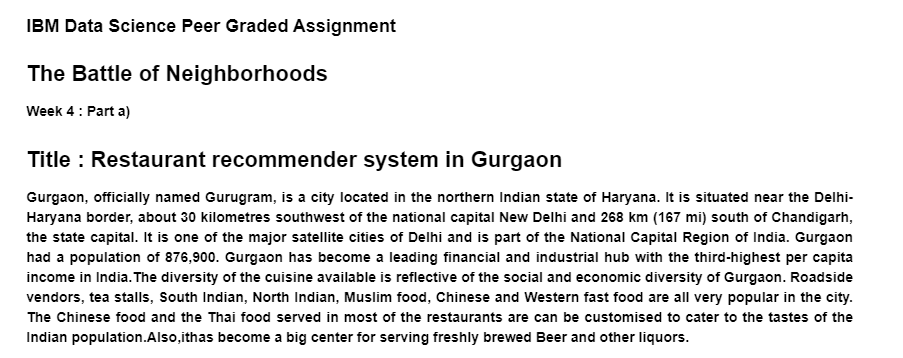 IBM Data Science Peer Graded Assignment
The Battle of Neighborhoods
Week 4 : Part a)
Title : Restaurant recommender system in Gurgaon
Gurgaon, officially named Gurugram, is a city located in the northern Indian state of Haryana. It is situated near the Delhi-
Haryana border, about 30 kilometres southwest of the national capital New Delhi and 268 km (167 mi) south of Chandigarh,
the state capital. It is one of the major satellite cities of Delhi and is part of the National Capital Region of India. Gurgaon
had a population of 876,900. Gurgaon has become a leading financial and industrial hub with the third-highest per capita
income in India.The diversity of the cuisine available is reflective of the social and economic diversity of Gurgaon. Roadside
vendors, tea stalls, South Indian, North Indian, Muslim food, Chinese and Western fast food are all very popular in the city.
The Chinese food and the Thai food served in most of the restaurants are can be customised to cater to the tastes of the
Indian population.Also,ithas become a big center for serving freshly brewed Beer and other liquors.